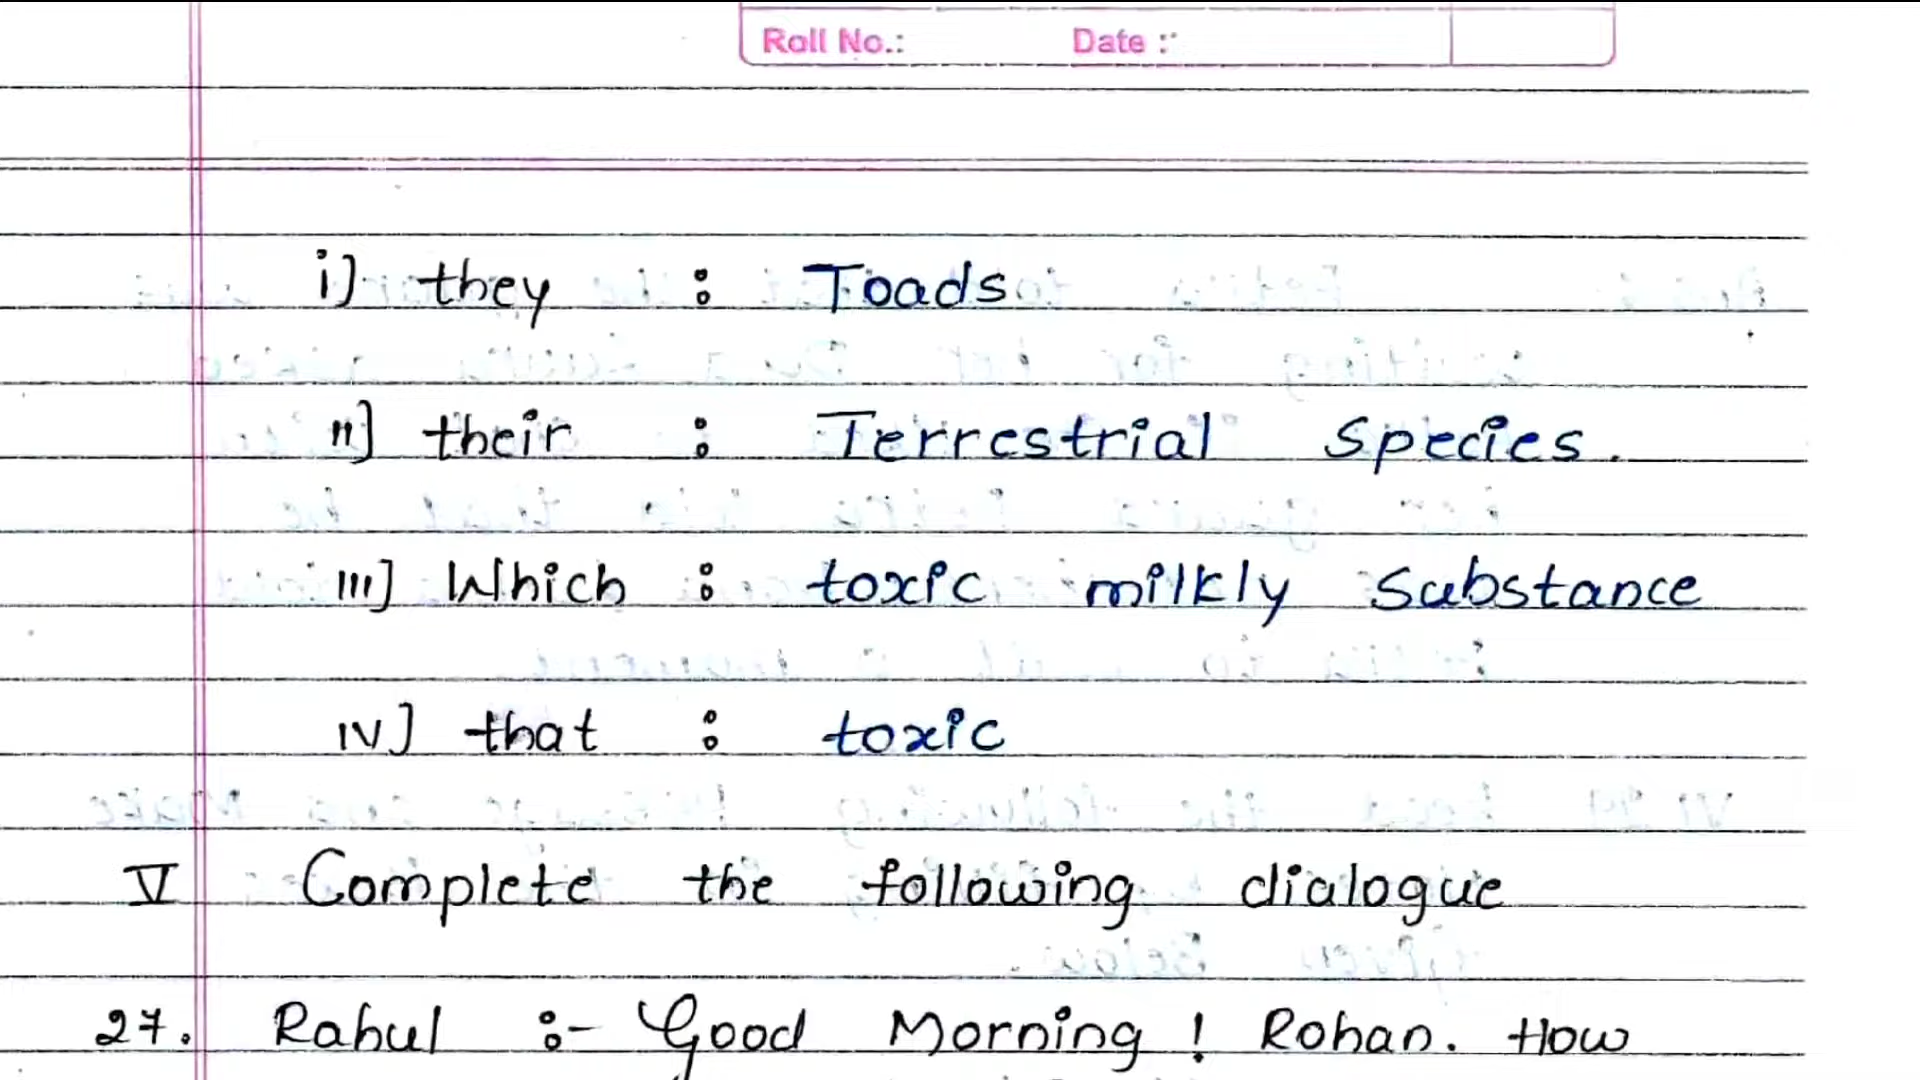 Roll No.: Date :
i] they : Toads
ii] their : Terrestrial Species.
iii] Which : toxic milkly Substance
iv] that : toxic
V Complete the following dialogue
27. Rahul :- Good Morning ! Rohan. How